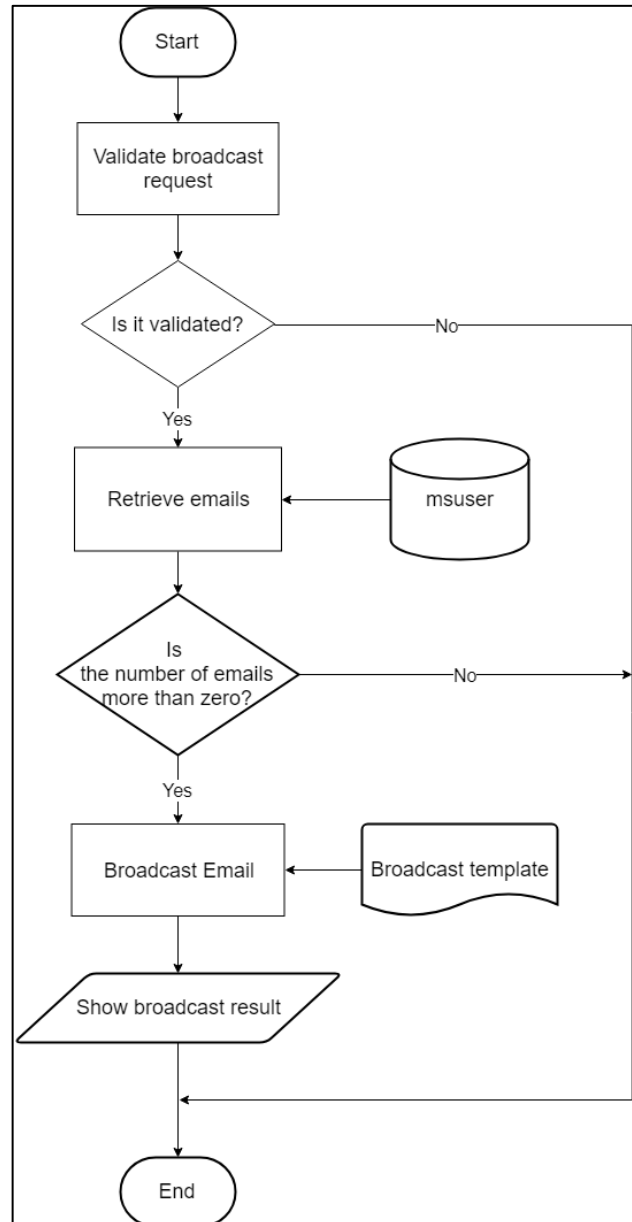 Start
Validate broadcast
request
Is it validated?
No
Yes
Retrieve emails
msuser
Is
the number of emails
more than zero?
No
Yes
Broadcast Email
Broadcast template
Show broadcast result
End